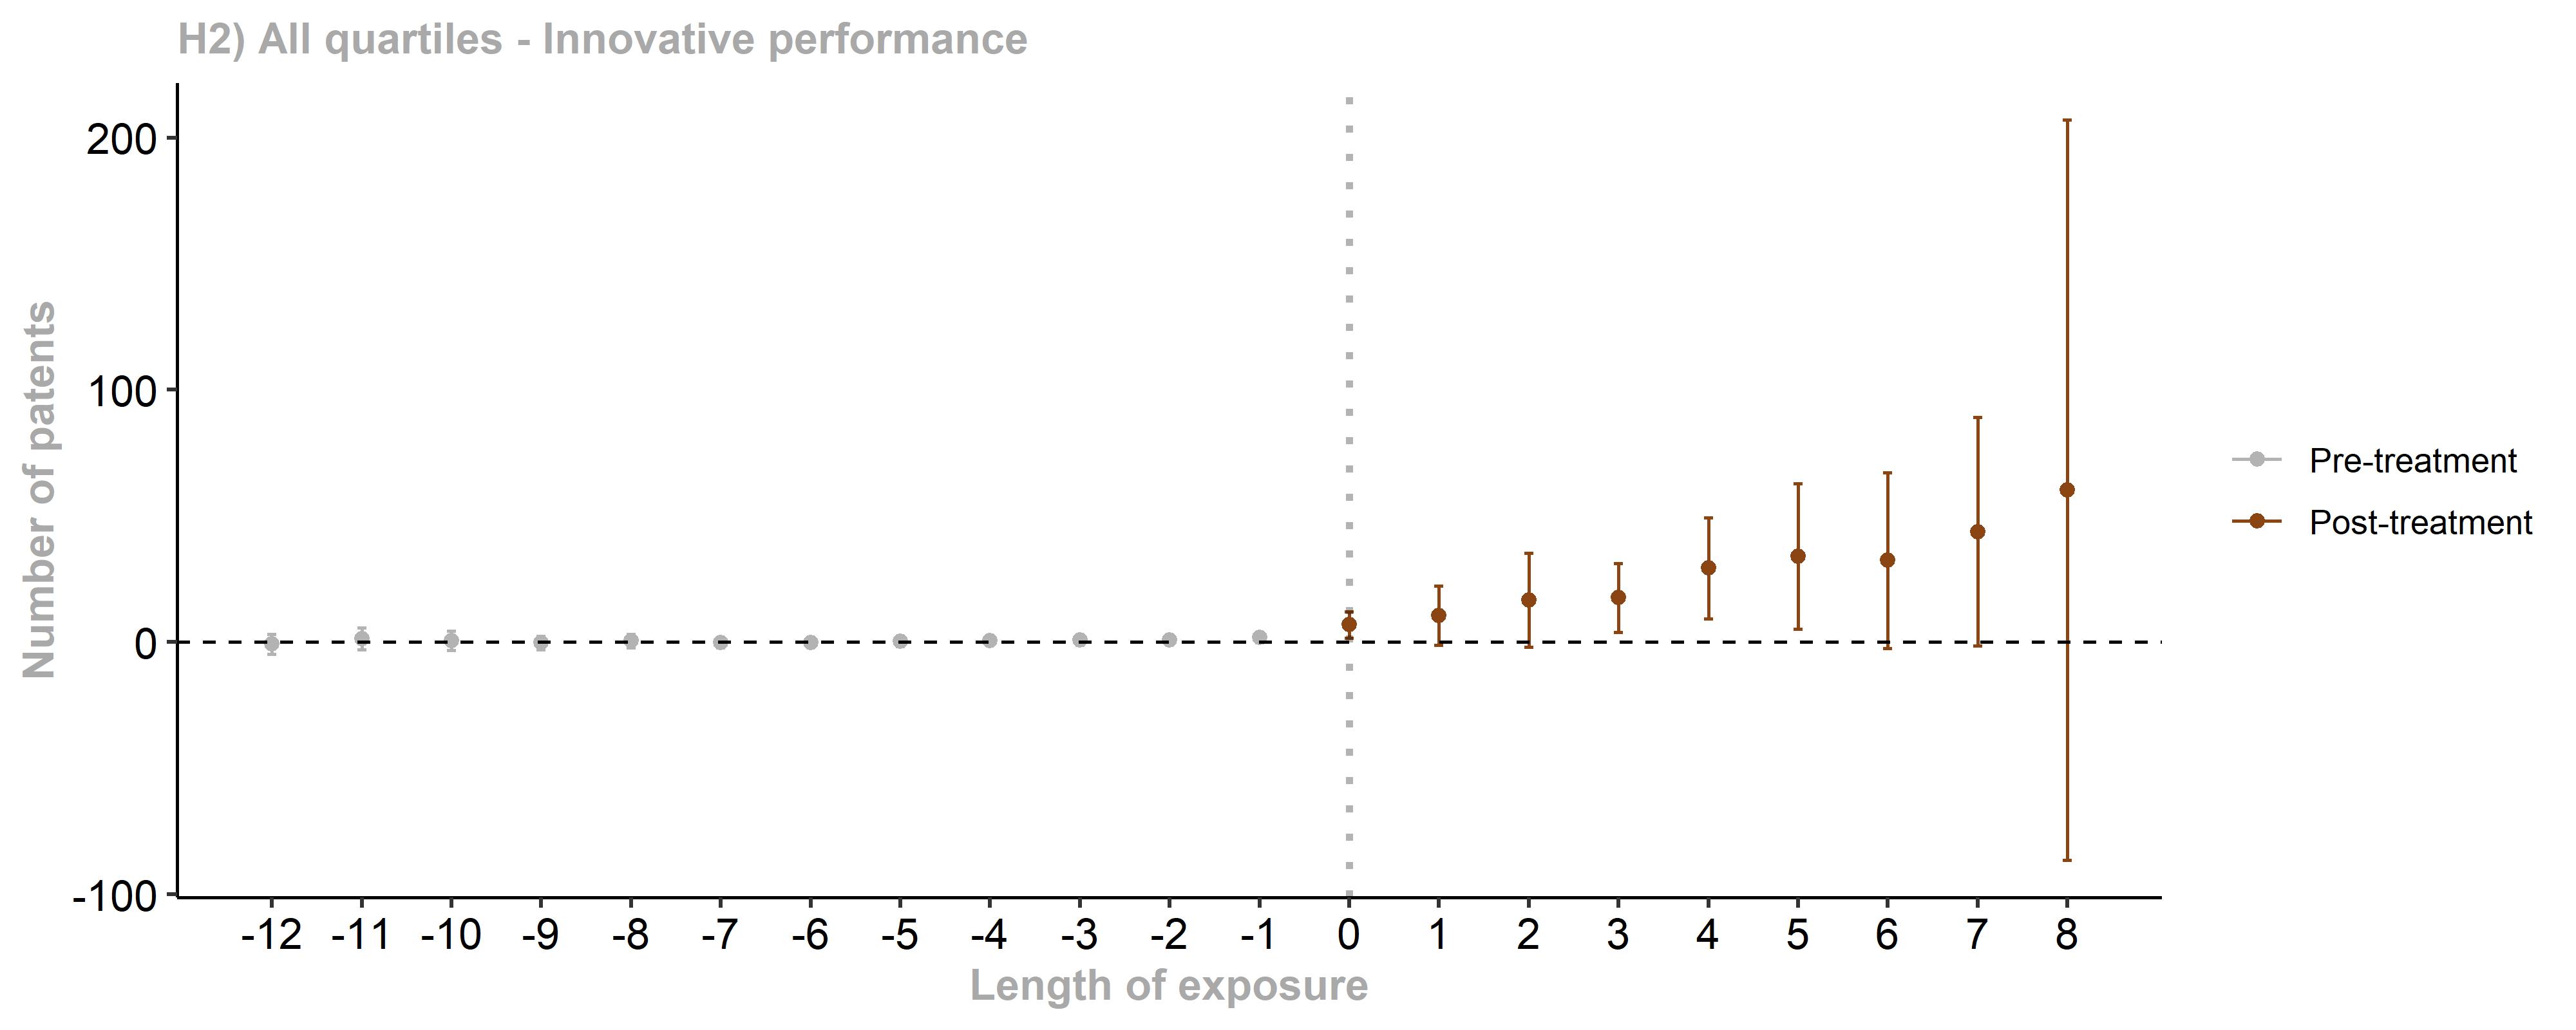 H2) All quartiles - Innovative performance
Number of patents
200
100
0
-100
-12 -11 -10 -9 -8 -7 -6 -5 -4 -3 -2 -1 0 1 2 3 4 5 6 7 8
Length of exposure
Pre-treatment
Post-treatment